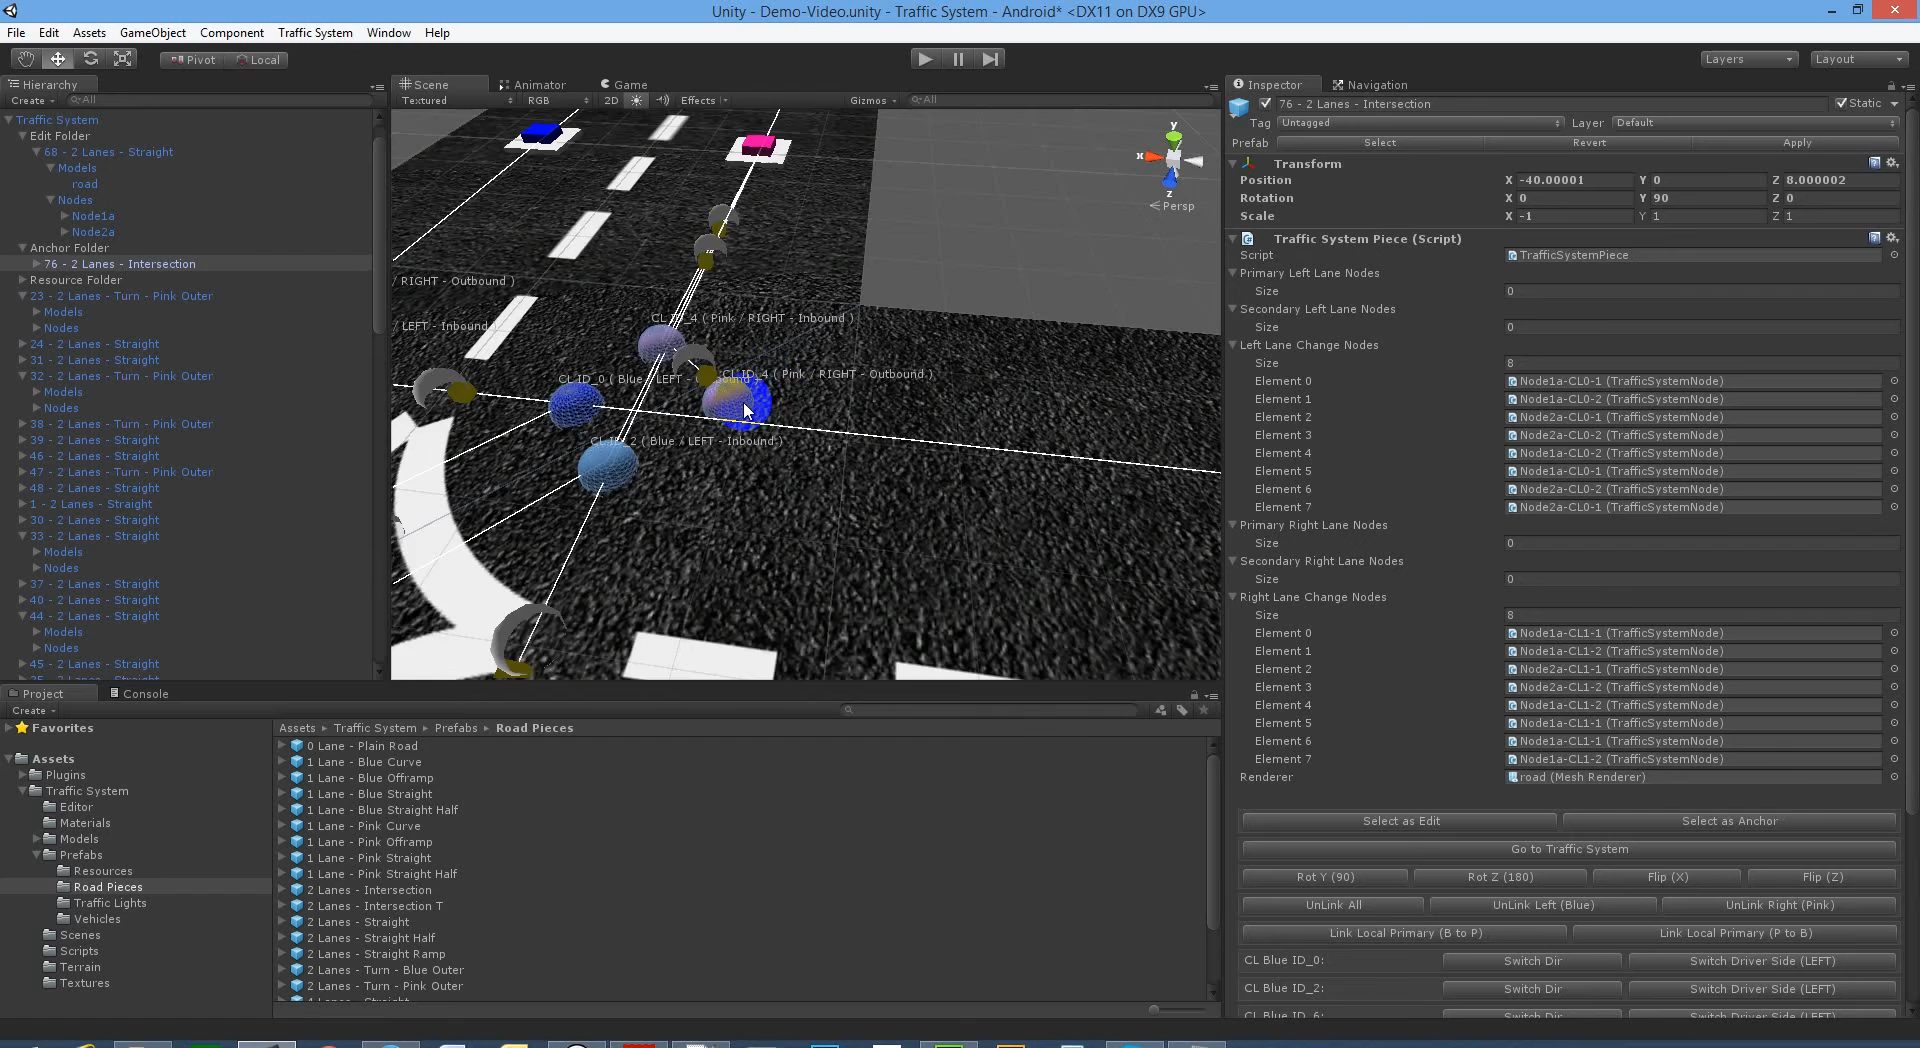 Unity - Demo-Video.unity - Traffic System - Android* <DX11 on DX9 GPU>
File Edit Assets GameObject Component Traffic System Window Help
Pivot Local
Layers Layout
Hierarchy
Create All
Traffic System
Edit Folder
68 - 2 Lanes - Straight
Models
road
Nodes
Node1a
Node2a
Anchor Folder
76 - 2 Lanes - Intersection
Resource Folder
23 - 2 Lanes - Turn - Pink Outer
Models
Nodes
24 - 2 Lanes - Straight
31 - 2 Lanes - Straight
32 - 2 Lanes - Turn - Pink Outer
Models
Nodes
38 - 2 Lanes - Turn - Pink Outer
39 - 2 Lanes - Straight
46 - 2 Lanes - Straight
47 - 2 Lanes - Turn - Pink Outer
48 - 2 Lanes - Straight
1 - 2 Lanes - Straight
30 - 2 Lanes - Straight
33 - 2 Lanes - Straight
Models
Nodes
37 - 2 Lanes - Straight
40 - 2 Lanes - Straight
44 - 2 Lanes - Straight
Models
Nodes
45 - 2 Lanes - Straight
Scene Animator Game
Textured RGB 2D Effects Gizmos All
y
x
z
Persp
/ RIGHT - Outbound )
/ LEFT - Inbound )
CL ID_4 ( Pink / RIGHT - Inbound )
CL ID_4 ( Pink / RIGHT - Outbound )
CL ID_0 ( Blue / LEFT -
CL ID_2 ( Blue / LEFT - Inbound )
Inspector Navigation
76 - 2 Lanes - Intersection Static
Tag Untagged Layer Default
Prefab Select Revert Apply
Transform
Position X -40.00001 Y 0 Z 8.000002
Rotation X 0 Y 90 Z 0
Scale X -1 Y 1 Z 1
Traffic System Piece (Script)
Script TrafficSystemPiece
Primary Left Lane Nodes
Size 0
Secondary Left Lane Nodes
Size 0
Left Lane Change Nodes
Size 8
Element 0 Node1a-CL0-1 (TrafficSystemNode)
Element 1 Node1a-CL0-2 (TrafficSystemNode)
Element 2 Node2a-CL0-1 (TrafficSystemNode)
Element 3 Node2a-CL0-2 (TrafficSystemNode)
Element 4 Node1a-CL0-2 (TrafficSystemNode)
Element 5 Node1a-CL0-1 (TrafficSystemNode)
Element 6 Node2a-CL0-2 (TrafficSystemNode)
Element 7 Node2a-CL0-1 (TrafficSystemNode)
Primary Right Lane Nodes
Size 0
Secondary Right Lane Nodes
Size 0
Right Lane Change Nodes
Size 8
Element 0 Node1a-CL1-1 (TrafficSystemNode)
Element 1 Node1a-CL1-2 (TrafficSystemNode)
Element 2 Node2a-CL1-1 (TrafficSystemNode)
Element 3 Node2a-CL1-2 (TrafficSystemNode)
Element 4 Node1a-CL1-2 (TrafficSystemNode)
Element 5 Node1a-CL1-1 (TrafficSystemNode)
Element 6 Node1a-CL1-1 (TrafficSystemNode)
Element 7 Node1a-CL1-2 (TrafficSystemNode)
Renderer road (Mesh Renderer)
Select as Edit Select as Anchor
Go to Traffic System
Rot Y (90) Rot Z (180) Flip (X) Flip (Z)
UnLink All UnLink Left (Blue) UnLink Right (Pink)
Link Local Primary (B to P) Link Local Primary (P to B)
CL Blue ID_0: Switch Dir Switch Driver Side (LEFT)
CL Blue ID_2: Switch Dir Switch Driver Side (LEFT)
CL Blue ID_6: Switch Dir Switch Driver Side (LEFT)
Project Console
Create
Favorites
Assets
Plugins
Traffic System
Editor
Materials
Models
Prefabs
Resources
Road Pieces
Traffic Lights
Vehicles
Scenes
Scripts
Terrain
Textures
Assets Traffic System Prefabs Road Pieces
0 Lane - Plain Road
1 Lane - Blue Curve
1 Lane - Blue Offramp
1 Lane - Blue Straight
1 Lane - Blue Straight Half
1 Lane - Pink Curve
1 Lane - Pink Offramp
1 Lane - Pink Straight
1 Lane - Pink Straight Half
2 Lanes - Intersection
2 Lanes - Intersection T
2 Lanes - Straight
2 Lanes - Straight Half
2 Lanes - Straight Ramp
2 Lanes - Turn - Blue Outer
2 Lanes - Turn - Pink Outer
4 Lanes - Straight